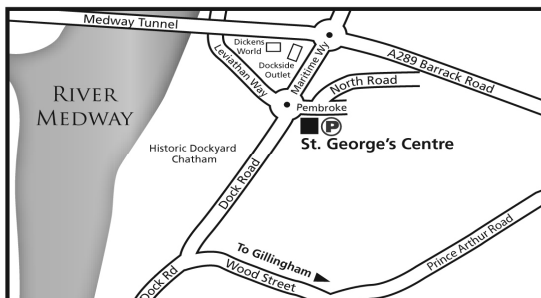 Medway Tunnel
Dickens
World
Dockside
Outlet
Maritime Wy
Leviathan Way
A289 Barrack Road
North Road
Pembroke
P
St. George's Centre
RIVER
MEDWAY
Historic Dockyard
Chatham
Dock Road
To Gillingham
Wood Street
Prince Arthur Road
Dock Rd